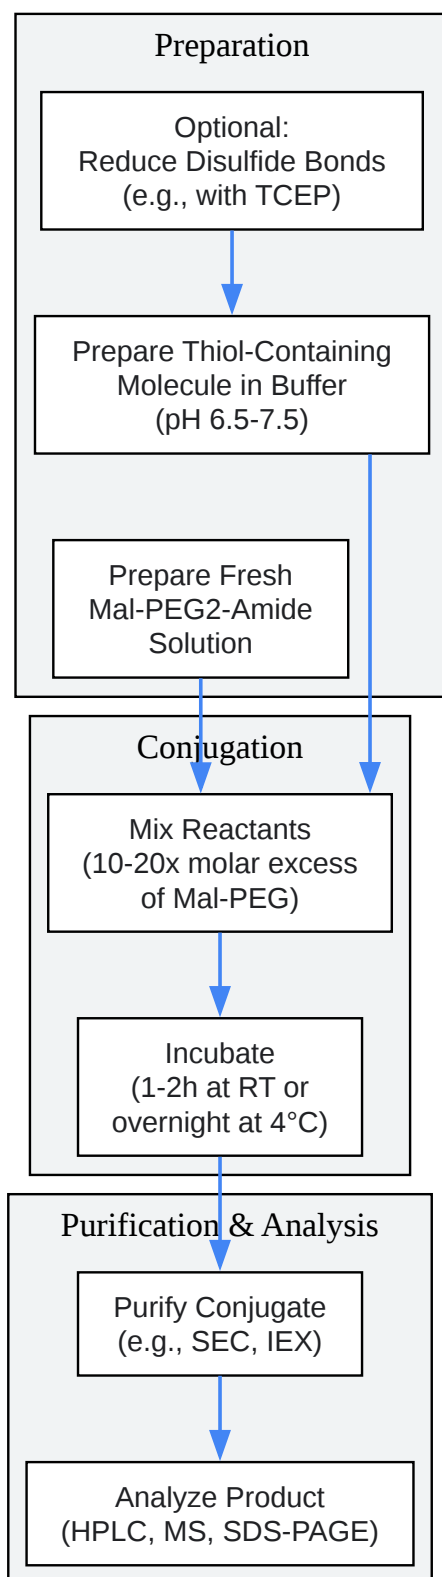 Preparation
Optional:
Reduce Disulfide Bonds
(e.g., with TCEP)
Prepare Thiol-Containing
Molecule in Buffer
(pH 6.5-7.5)
Prepare Fresh
Mal-PEG2-Amide
Solution
Conjugation
Mix Reactants
(10-20x molar excess
of Mal-PEG)
Incubate
(1-2h at RT or
overnight at 4°C)
Purification & Analysis
Purify Conjugate
(e.g., SEC, IEX)
Analyze Product
(HPLC, MS, SDS-PAGE)